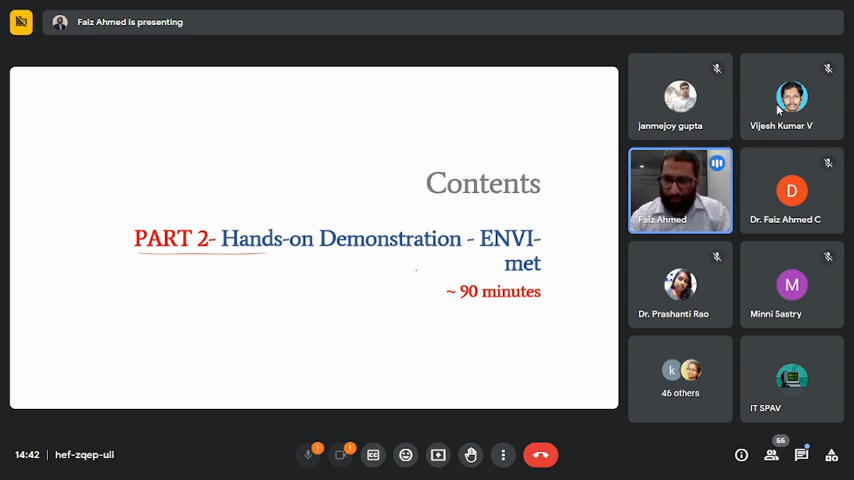 Faiz Ahmed is presenting
Contents
PART 2- Hands-on Demonstration - ENVI-
met
~ 90 minutes
janmejoy gupta
Vijesh Kumar V
Faiz Ahmed
D
Dr. Faiz Ahmed C
Dr. Prashanti Rao
M
Minni Sastry
k
46 others
IT SPAV
14:42
hef-zqep-uii
55